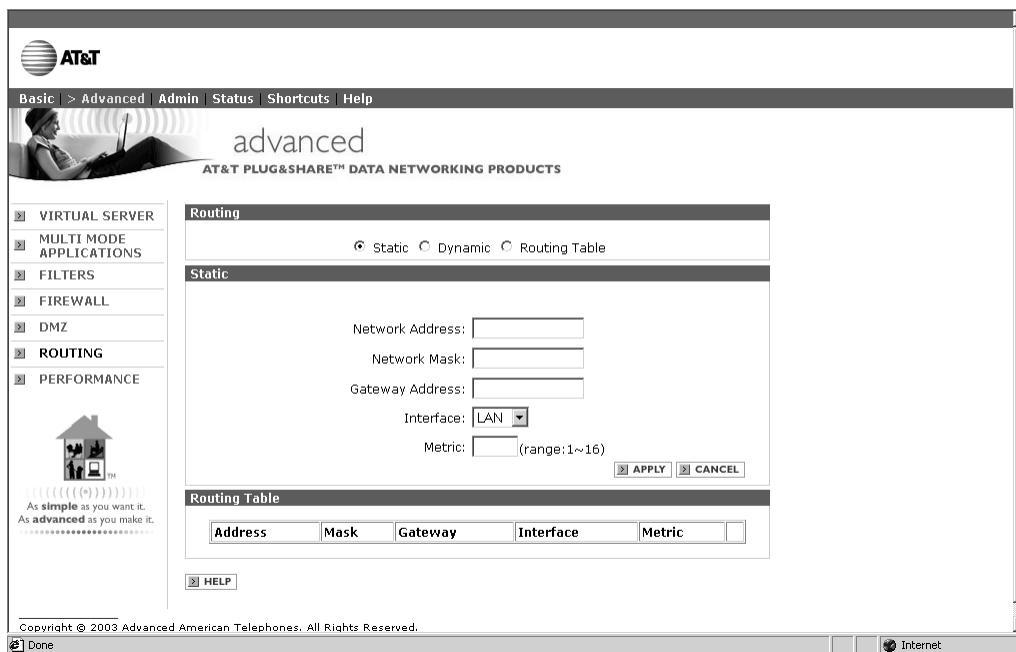 AT&T
Basic | > Advanced | Admin | Status | Shortcuts | Help
advanced
AT&T PLUG&SHARE™ DATA NETWORKING PRODUCTS
VIRTUAL SERVER
MULTI MODE
APPLICATIONS
FILTERS
FIREWALL
DMZ
ROUTING
PERFORMANCE
TM
As simple as you want it.
As advanced as you make it.
Routing
Static Dynamic Routing Table
Static
Network Address:
Network Mask:
Gateway Address:
Interface: LAN
Metric: (range:1~16)
APPLY CANCEL
Routing Table
Address Mask Gateway Interface Metric
HELP
Copyright © 2003 Advanced American Telephones. All Rights Reserved.
Done Internet